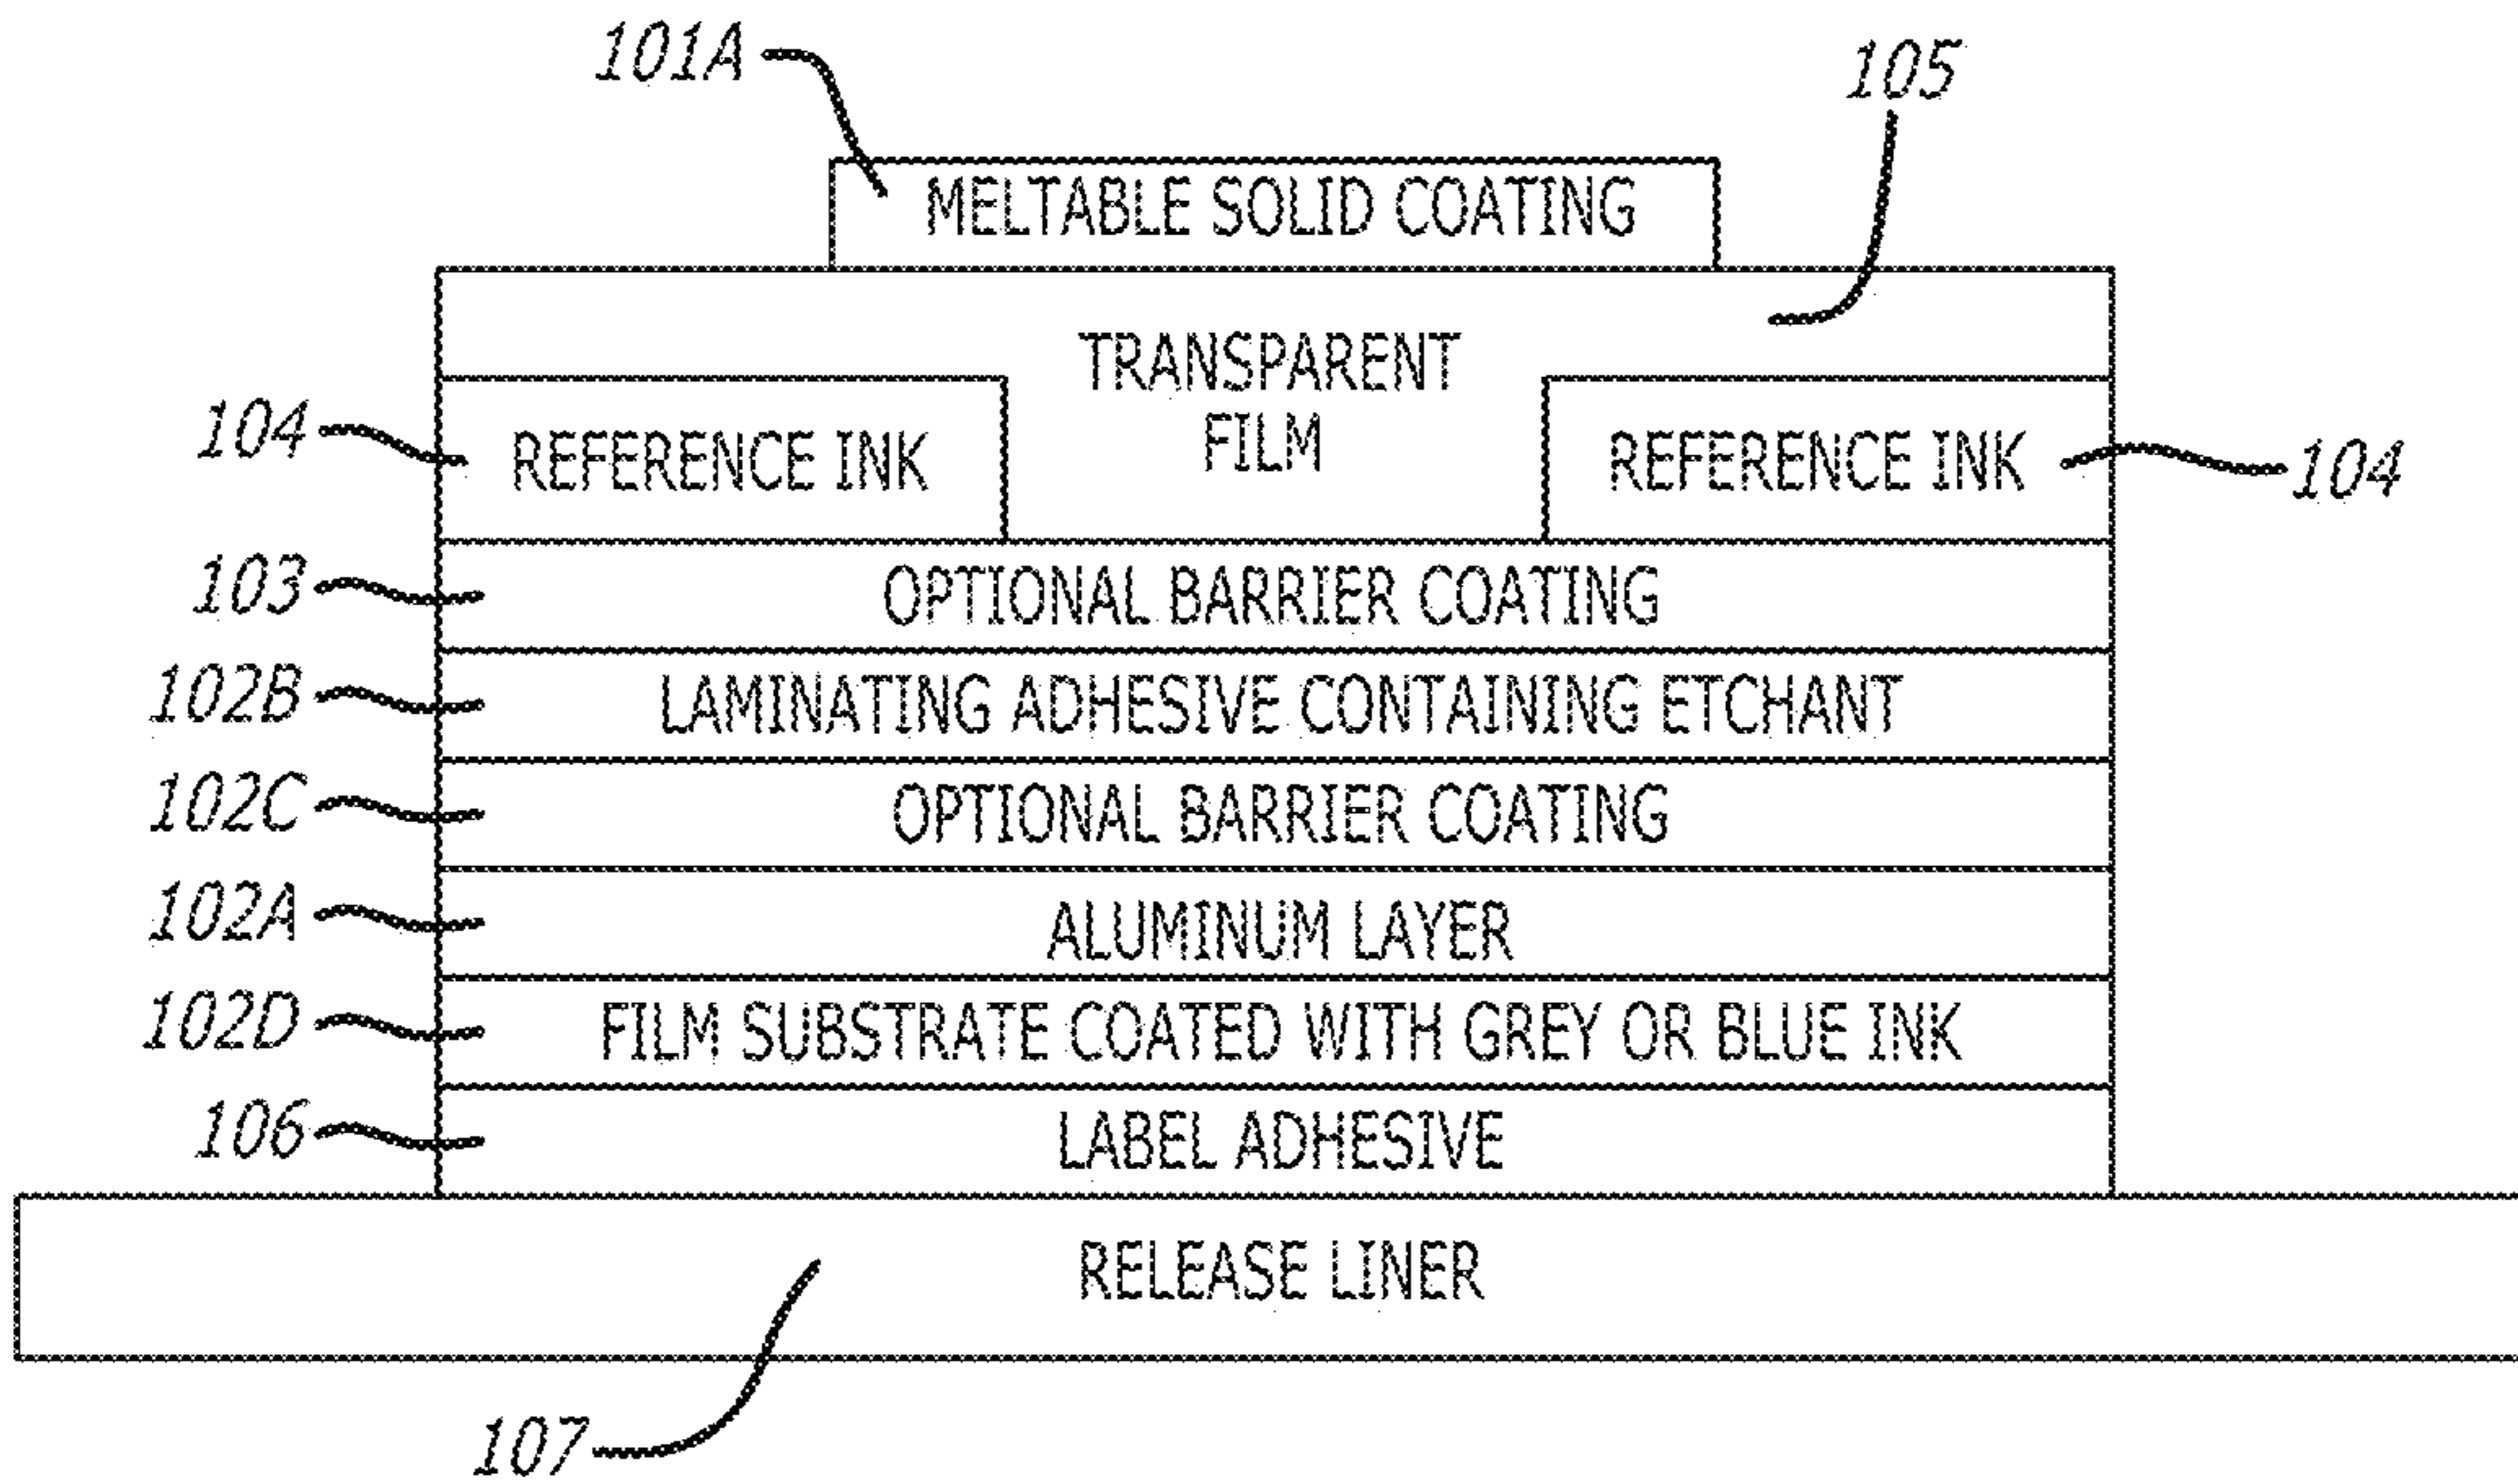 101A
105
MELTABLE SOLID COATING
TRANSPARENT
FILM
104
REFERENCE INK
REFERENCE INK
104
103
OPTIONAL BARRIER COATING
102B
LAMINATING ADHESIVE CONTAINING ETCHANT
102C
OPTIONAL BARRIER COATING
102A
ALUMINUM LAYER
102D
FILM SUBSTRATE COATED WITH GREY OR BLUE INK
106
LABEL ADHESIVE
RELEASE LINER
107